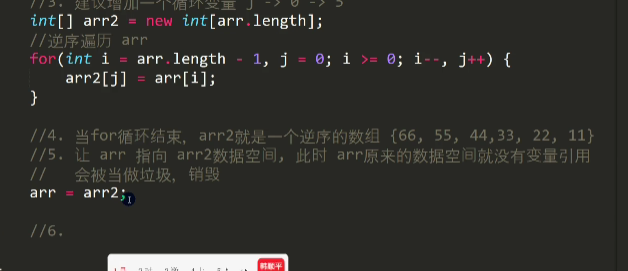 //3. 建议增加一个循环变量 j -> 0 -> 5
int[] arr2 = new int[arr.length];
//逆序遍历 arr
for(int i = arr.length - 1, j = 0; i >= 0; i--, j++) {
arr2[j] = arr[i];
}
//4. 当for循环结束，arr2就是一个逆序的数组 {66, 55, 44,33, 22, 11}
//5. 让 arr 指向 arr2数据空间, 此时 arr原来的数据空间就没有变量引用
// 会被当做垃圾，销毁
arr = arr2;
//6.
韩顺平